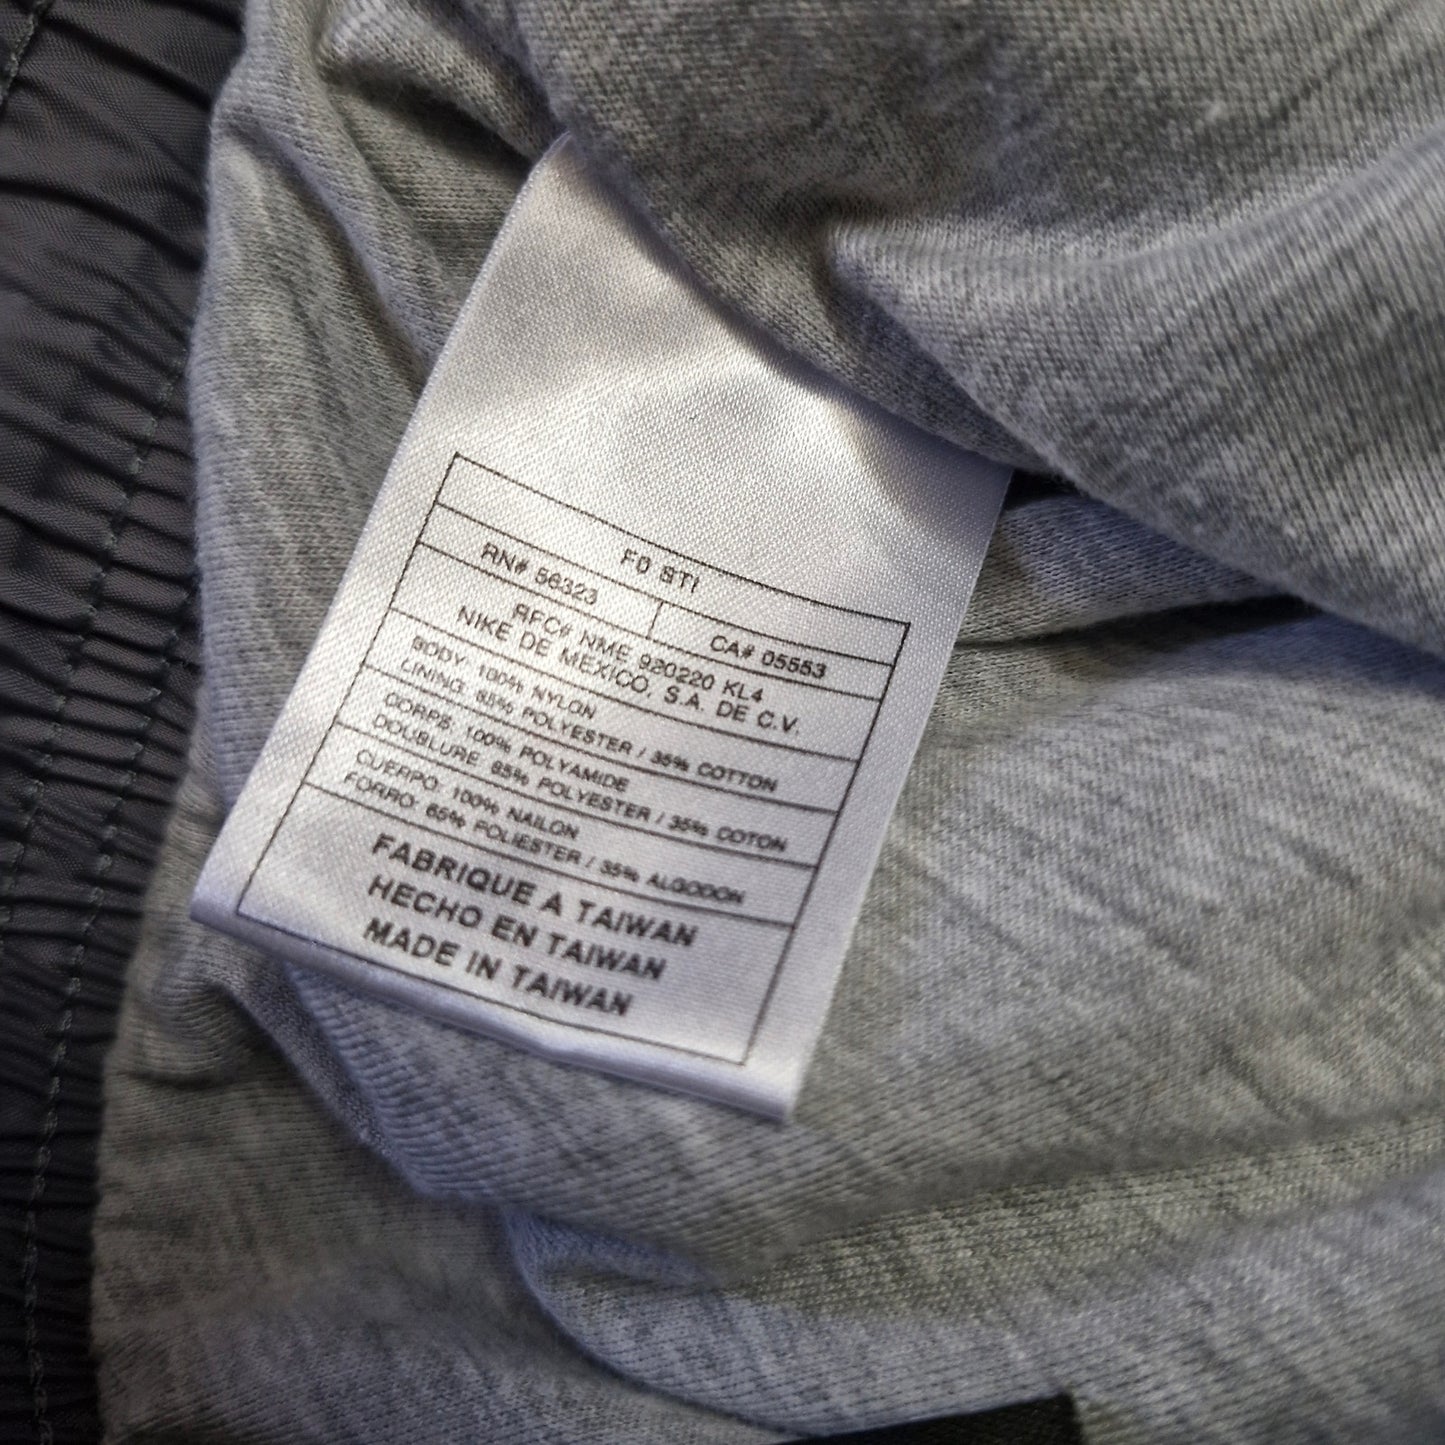 F0 STI
RN# 56323 CA# 05553
RFC# NME 920220 KL4
NIKE DE MEXICO, S.A. DE C.V.
BODY: 100% NYLON
LINING: 65% POLYESTER / 35% COTTON
CORPS: 100% POLYAMIDE
DOUBLURE: 65% POLYESTER / 35% COTON
CUERPO: 100% NAILON
FORRO: 65% POLIESTER / 35% ALGODON
FABRIQUE A TAIWAN
HECHO EN TAIWAN
MADE IN TAIWAN